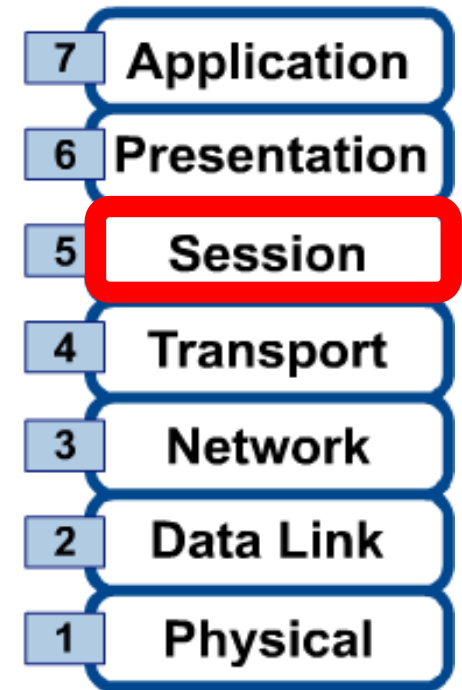 7 Application
6 Presentation
5 Session
4 Transport
3 Network
2 Data Link
1 Physical